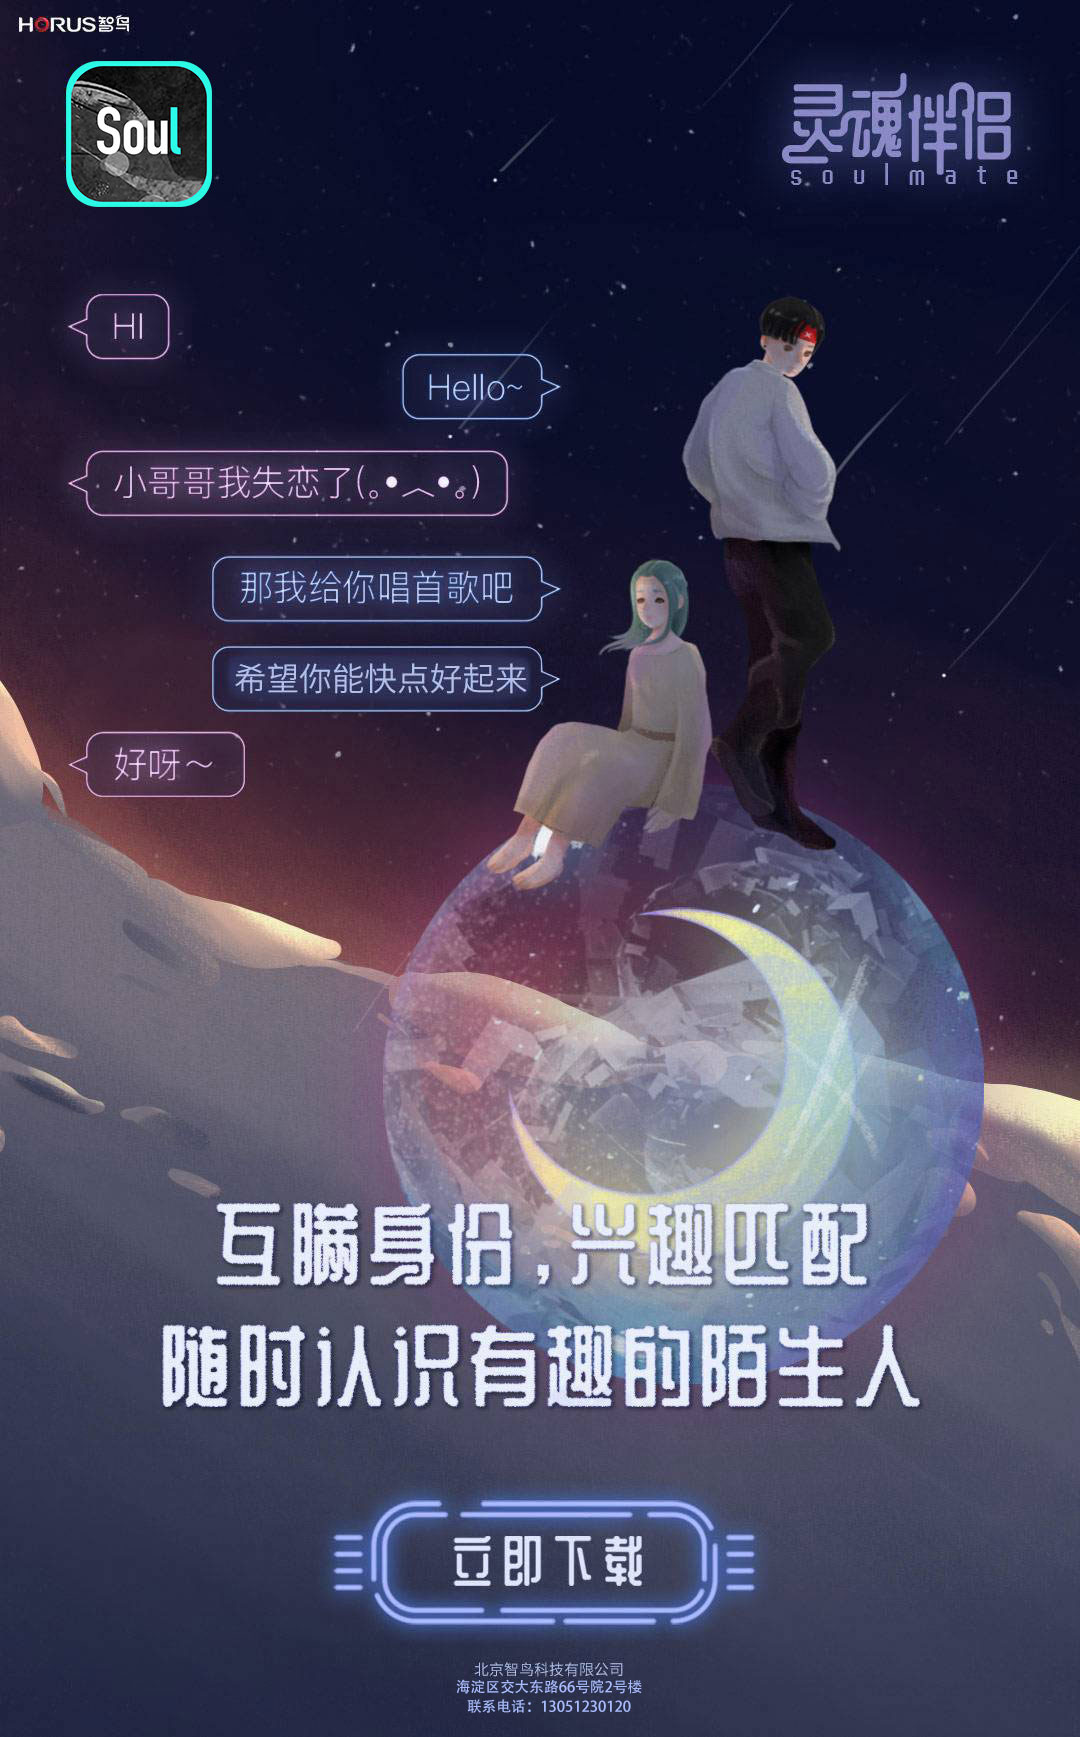 HORUS智鸟
Soul
灵魂伴侣
soulmate
HI
Hello~
小哥哥我失恋了(｡•︿•｡)
那我给你唱首歌吧
希望你能快点好起来
好呀～
互瞒身份,兴趣匹配
随时认识有趣的陌生人
立即下载
北京智鸟科技有限公司
海淀区交大东路66号院2号楼
联系电话：13051230120